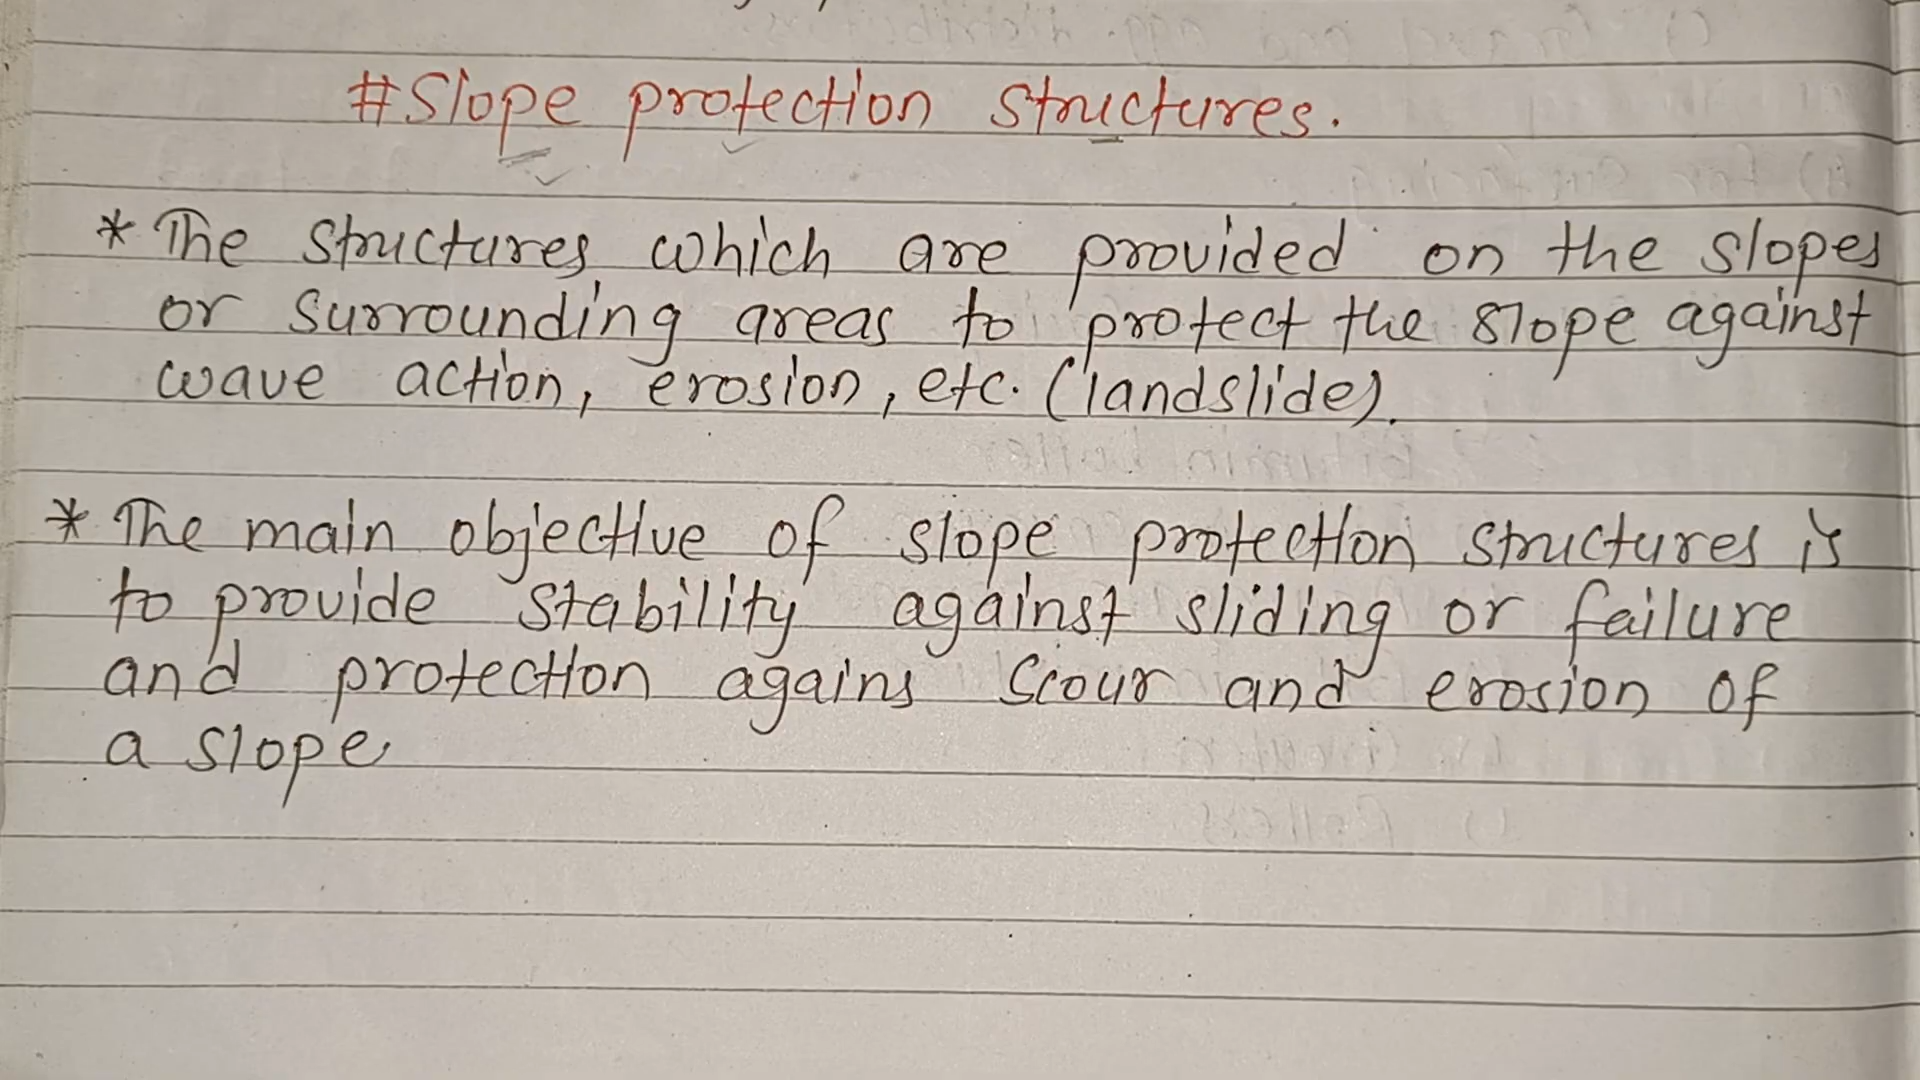 #Slope protection structures.
* The structures which are provided on the slopes
or surrounding areas to protect the slope against
wave action, erosion, etc. (landslide).
* The main objective of slope protection structures is
to provide stability against sliding or failure
and protection agains scour and erosion of
a slope